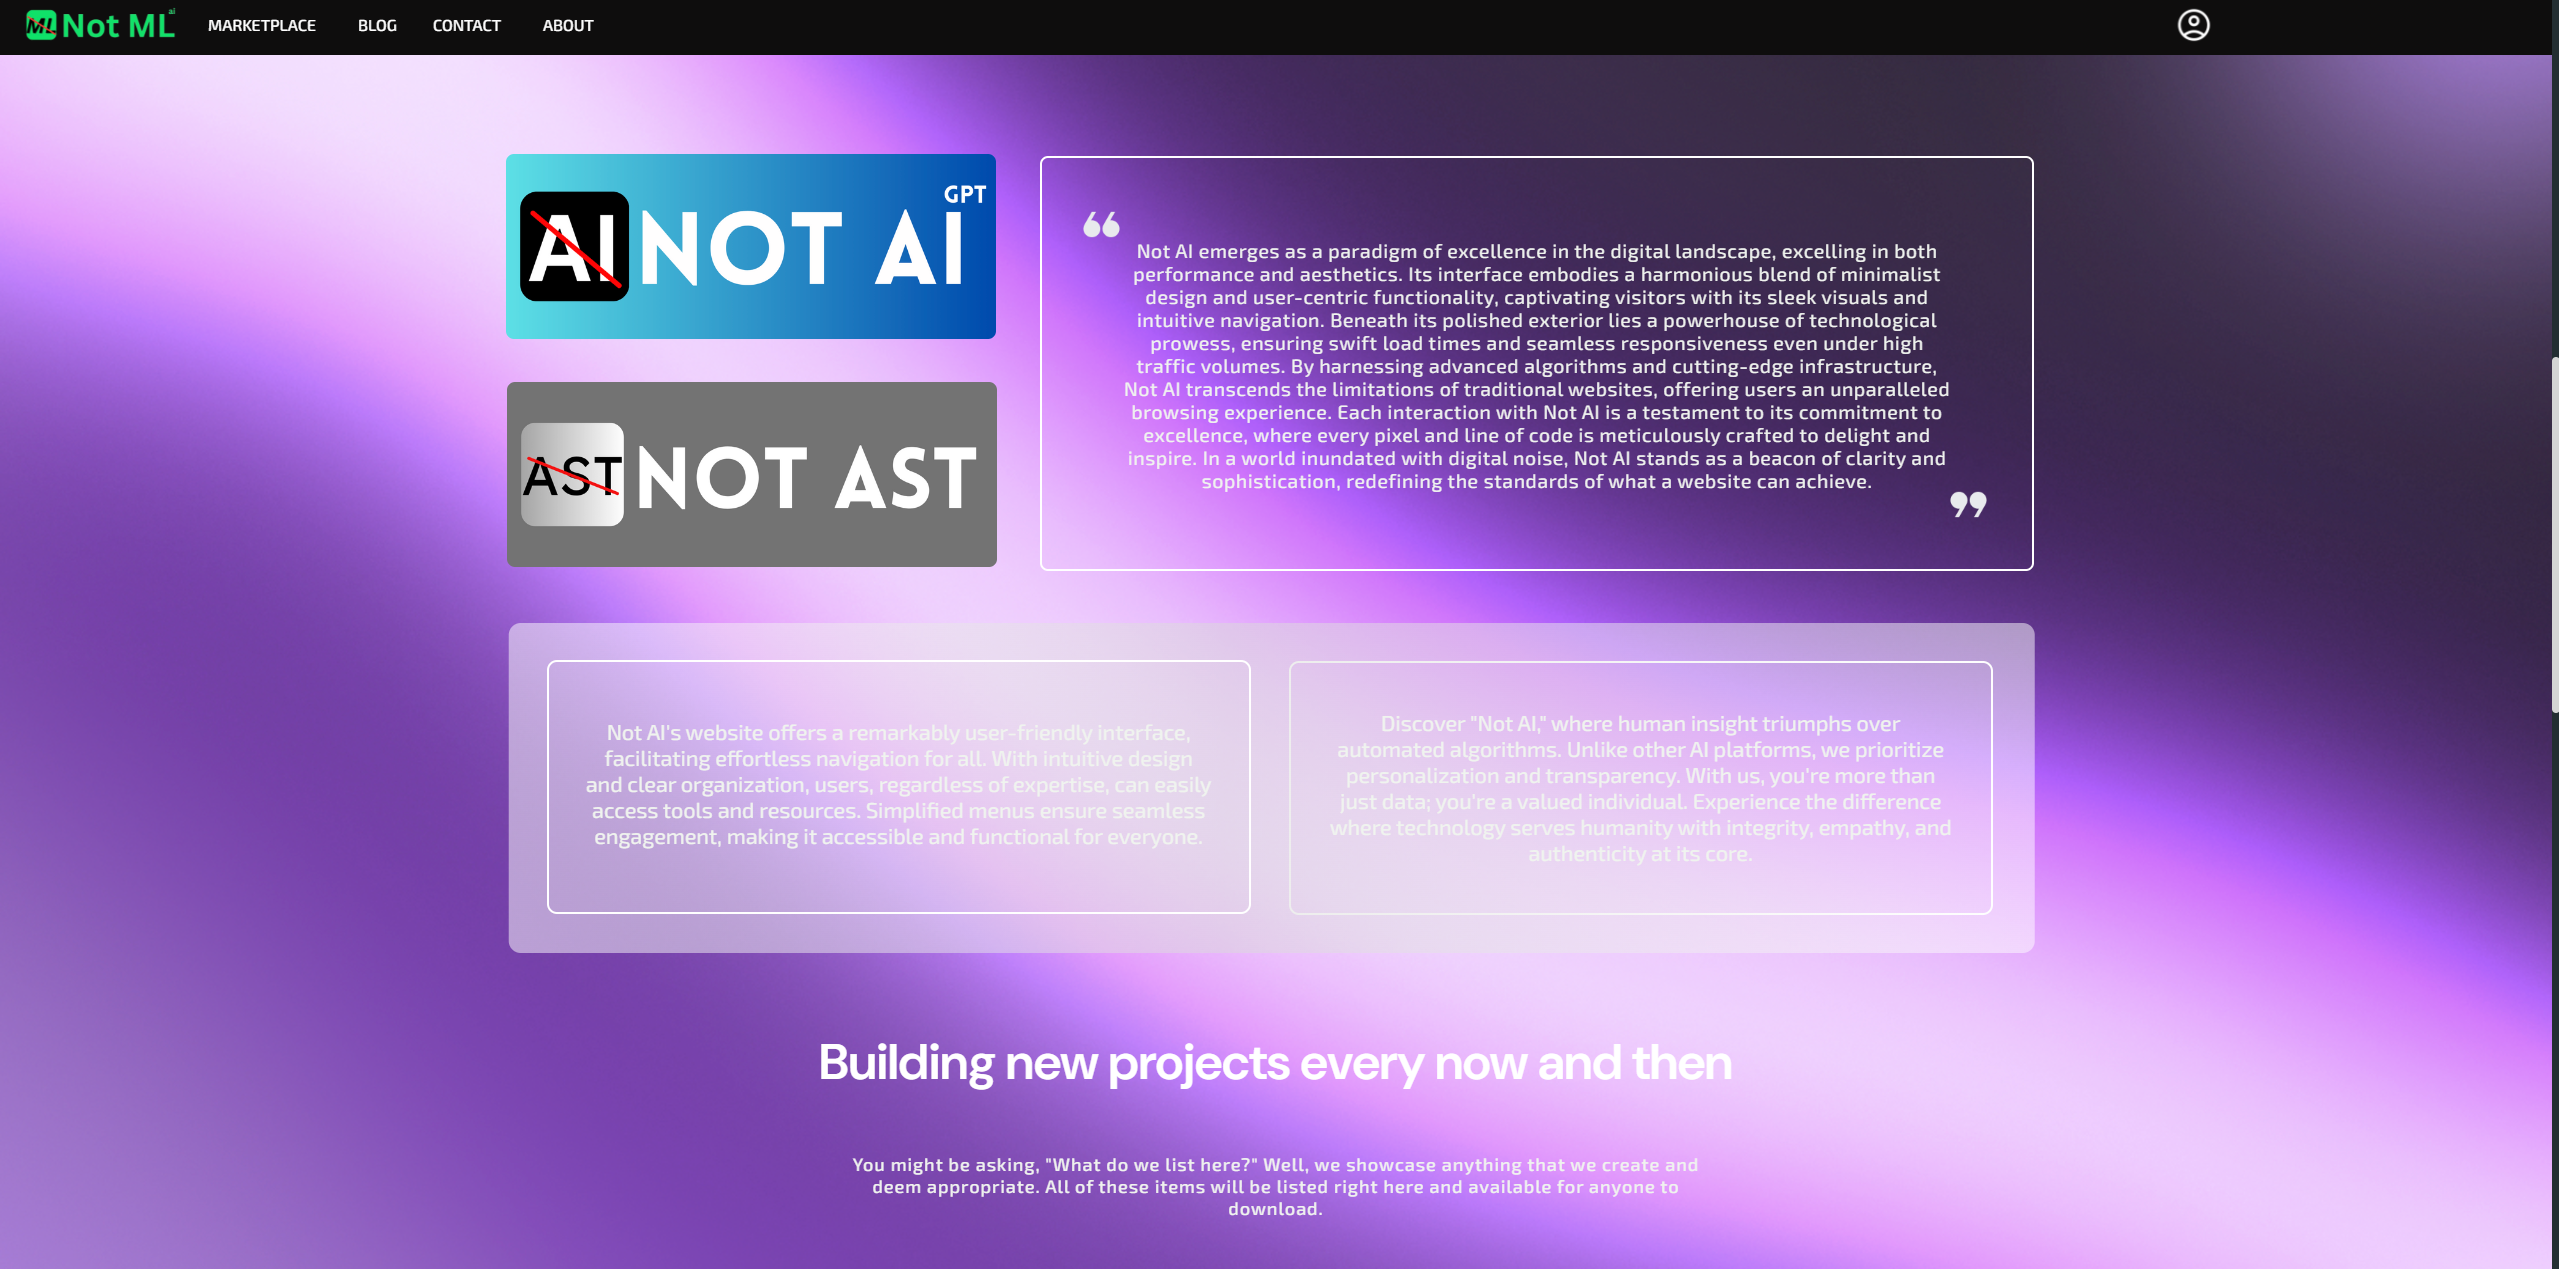 ML Not ML ai
MARKETPLACE BLOG CONTACT ABOUT
AI NOT AI GPT
AST NOT AST
“
Not AI emerges as a paradigm of excellence in the digital landscape, excelling in both
performance and aesthetics. Its interface embodies a harmonious blend of minimalist
design and user-centric functionality, captivating visitors with its sleek visuals and
intuitive navigation. Beneath its polished exterior lies a powerhouse of technological
prowess, ensuring swift load times and seamless responsiveness even under high
traffic volumes. By harnessing advanced algorithms and cutting-edge infrastructure,
Not AI transcends the limitations of traditional websites, offering users an unparalleled
browsing experience. Each interaction with Not AI is a testament to its commitment to
excellence, where every pixel and line of code is meticulously crafted to delight and
inspire. In a world inundated with digital noise, Not AI stands as a beacon of clarity and
sophistication, redefining the standards of what a website can achieve.
”
Not AI's website offers a remarkably user-friendly interface,
facilitating effortless navigation for all. With intuitive design
and clear organization, users, regardless of expertise, can easily
access tools and resources. Simplified menus ensure seamless
engagement, making it accessible and functional for everyone.
Discover "Not AI," where human insight triumphs over
automated algorithms. Unlike other AI platforms, we prioritize
personalization and transparency. With us, you're more than
just data; you're a valued individual. Experience the difference
where technology serves humanity with integrity, empathy, and
authenticity at its core.
Building new projects every now and then
You might be asking, "What do we list here?" Well, we showcase anything that we create and
deem appropriate. All of these items will be listed right here and available for anyone to
download.